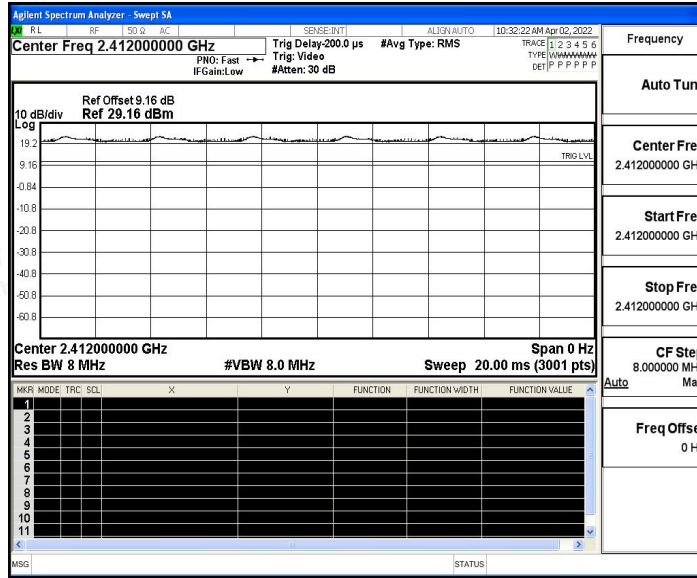 Agilent Spectrum Analyzer - Swept SA
LXI RL RF 50 Ω AC SENSE:INT ALIGN AUTO 10:32:22 AM Apr 02, 2022
Center Freq 2.412000000 GHz
PNO: Fast
IFGain:Low
Trig Delay-200.0 µs
Trig: Video
#Atten: 30 dB
#Avg Type: RMS
TRACE 1 2 3 4 5 6
TYPE WWWWWW
DET P P P P P P
Ref Offset 9.16 dB
10 dB/div Ref 29.16 dBm
Log
19.2
9.16
-0.84
-10.8
-20.8
-30.8
-40.8
-50.8
-60.8
TRIG LVL
Center 2.412000000 GHz Span 0 Hz
Res BW 8 MHz #VBW 8.0 MHz Sweep 20.00 ms (3001 pts)
MKR MODE TRC SCL X Y FUNCTION FUNCTION WIDTH FUNCTION VALUE
1
2
3
4
5
6
7
8
9
10
11
MSG STATUS
Frequency
Auto Tun
Center Fre
2.412000000 GH
Start Fre
2.412000000 GH
Stop Fre
2.412000000 GH
CF Ste
8.000000 MH
Auto Ma
Freq Offse
0 H